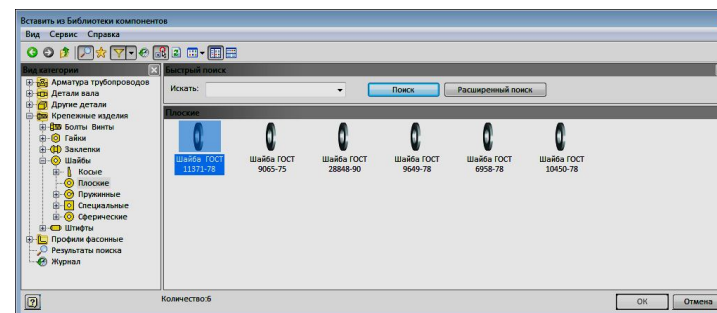 Вставить из Библиотеки компонентов
Вид Сервис Справка
Вид категории
Быстрый поиск
Искать:
Поиск
Расширенный поиск
Арматура трубопроводов
Детали вала
Другие детали
Крепежные изделия
Болты Винты
Гайки
Заклепки
Шайбы
Косые
Плоские
Пружинные
Специальные
Сферические
Штифты
Профили фасонные
Результаты поиска
Журнал
Плоские
Шайба ГОСТ
11371-78
Шайба ГОСТ
9065-75
Шайба ГОСТ
28848-90
Шайба ГОСТ
9649-78
Шайба ГОСТ
6958-78
Шайба ГОСТ
10450-78
Количество:6
ОК
Отмена